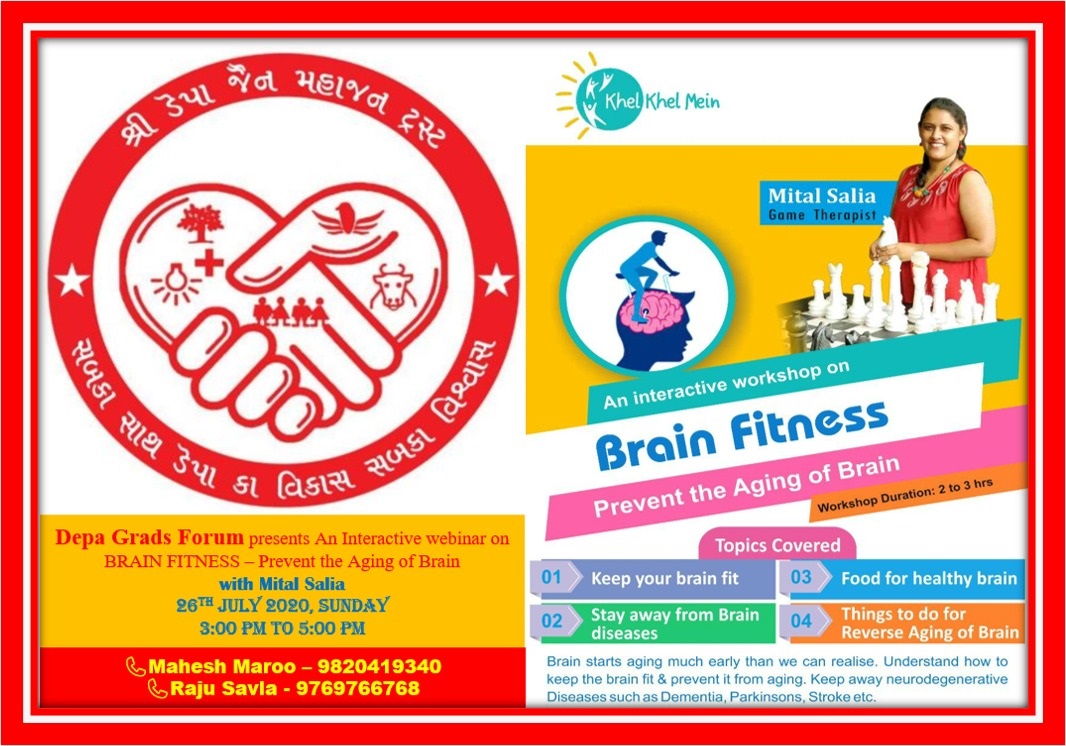 શ્રી ડેપા જૈન મહાજન ટ્રસ્ટ
સબકા સાથ ડેપા કા વિકાસ સબકા વિશ્વાસ
Depa Grads Forum presents An Interactive webinar on
BRAIN FITNESS – Prevent the Aging of Brain
with Mital Salia
26TH JULY 2020, SUNDAY
3:00 PM TO 5:00 PM
Mahesh Maroo – 9820419340
Raju Savla - 9769766768
Khel Khel Mein
Mital Salia
Game Therapist
An interactive workshop on
Brain Fitness
Prevent the Aging of Brain
Workshop Duration: 2 to 3 hrs
Topics Covered
01 Keep your brain fit
02 Stay away from Brain
diseases
03 Food for healthy brain
04 Things to do for
Reverse Aging of Brain
Brain starts aging much early than we can realise. Understand how to
keep the brain fit & prevent it from aging. Keep away neurodegenerative
Diseases such as Dementia, Parkinsons, Stroke etc.